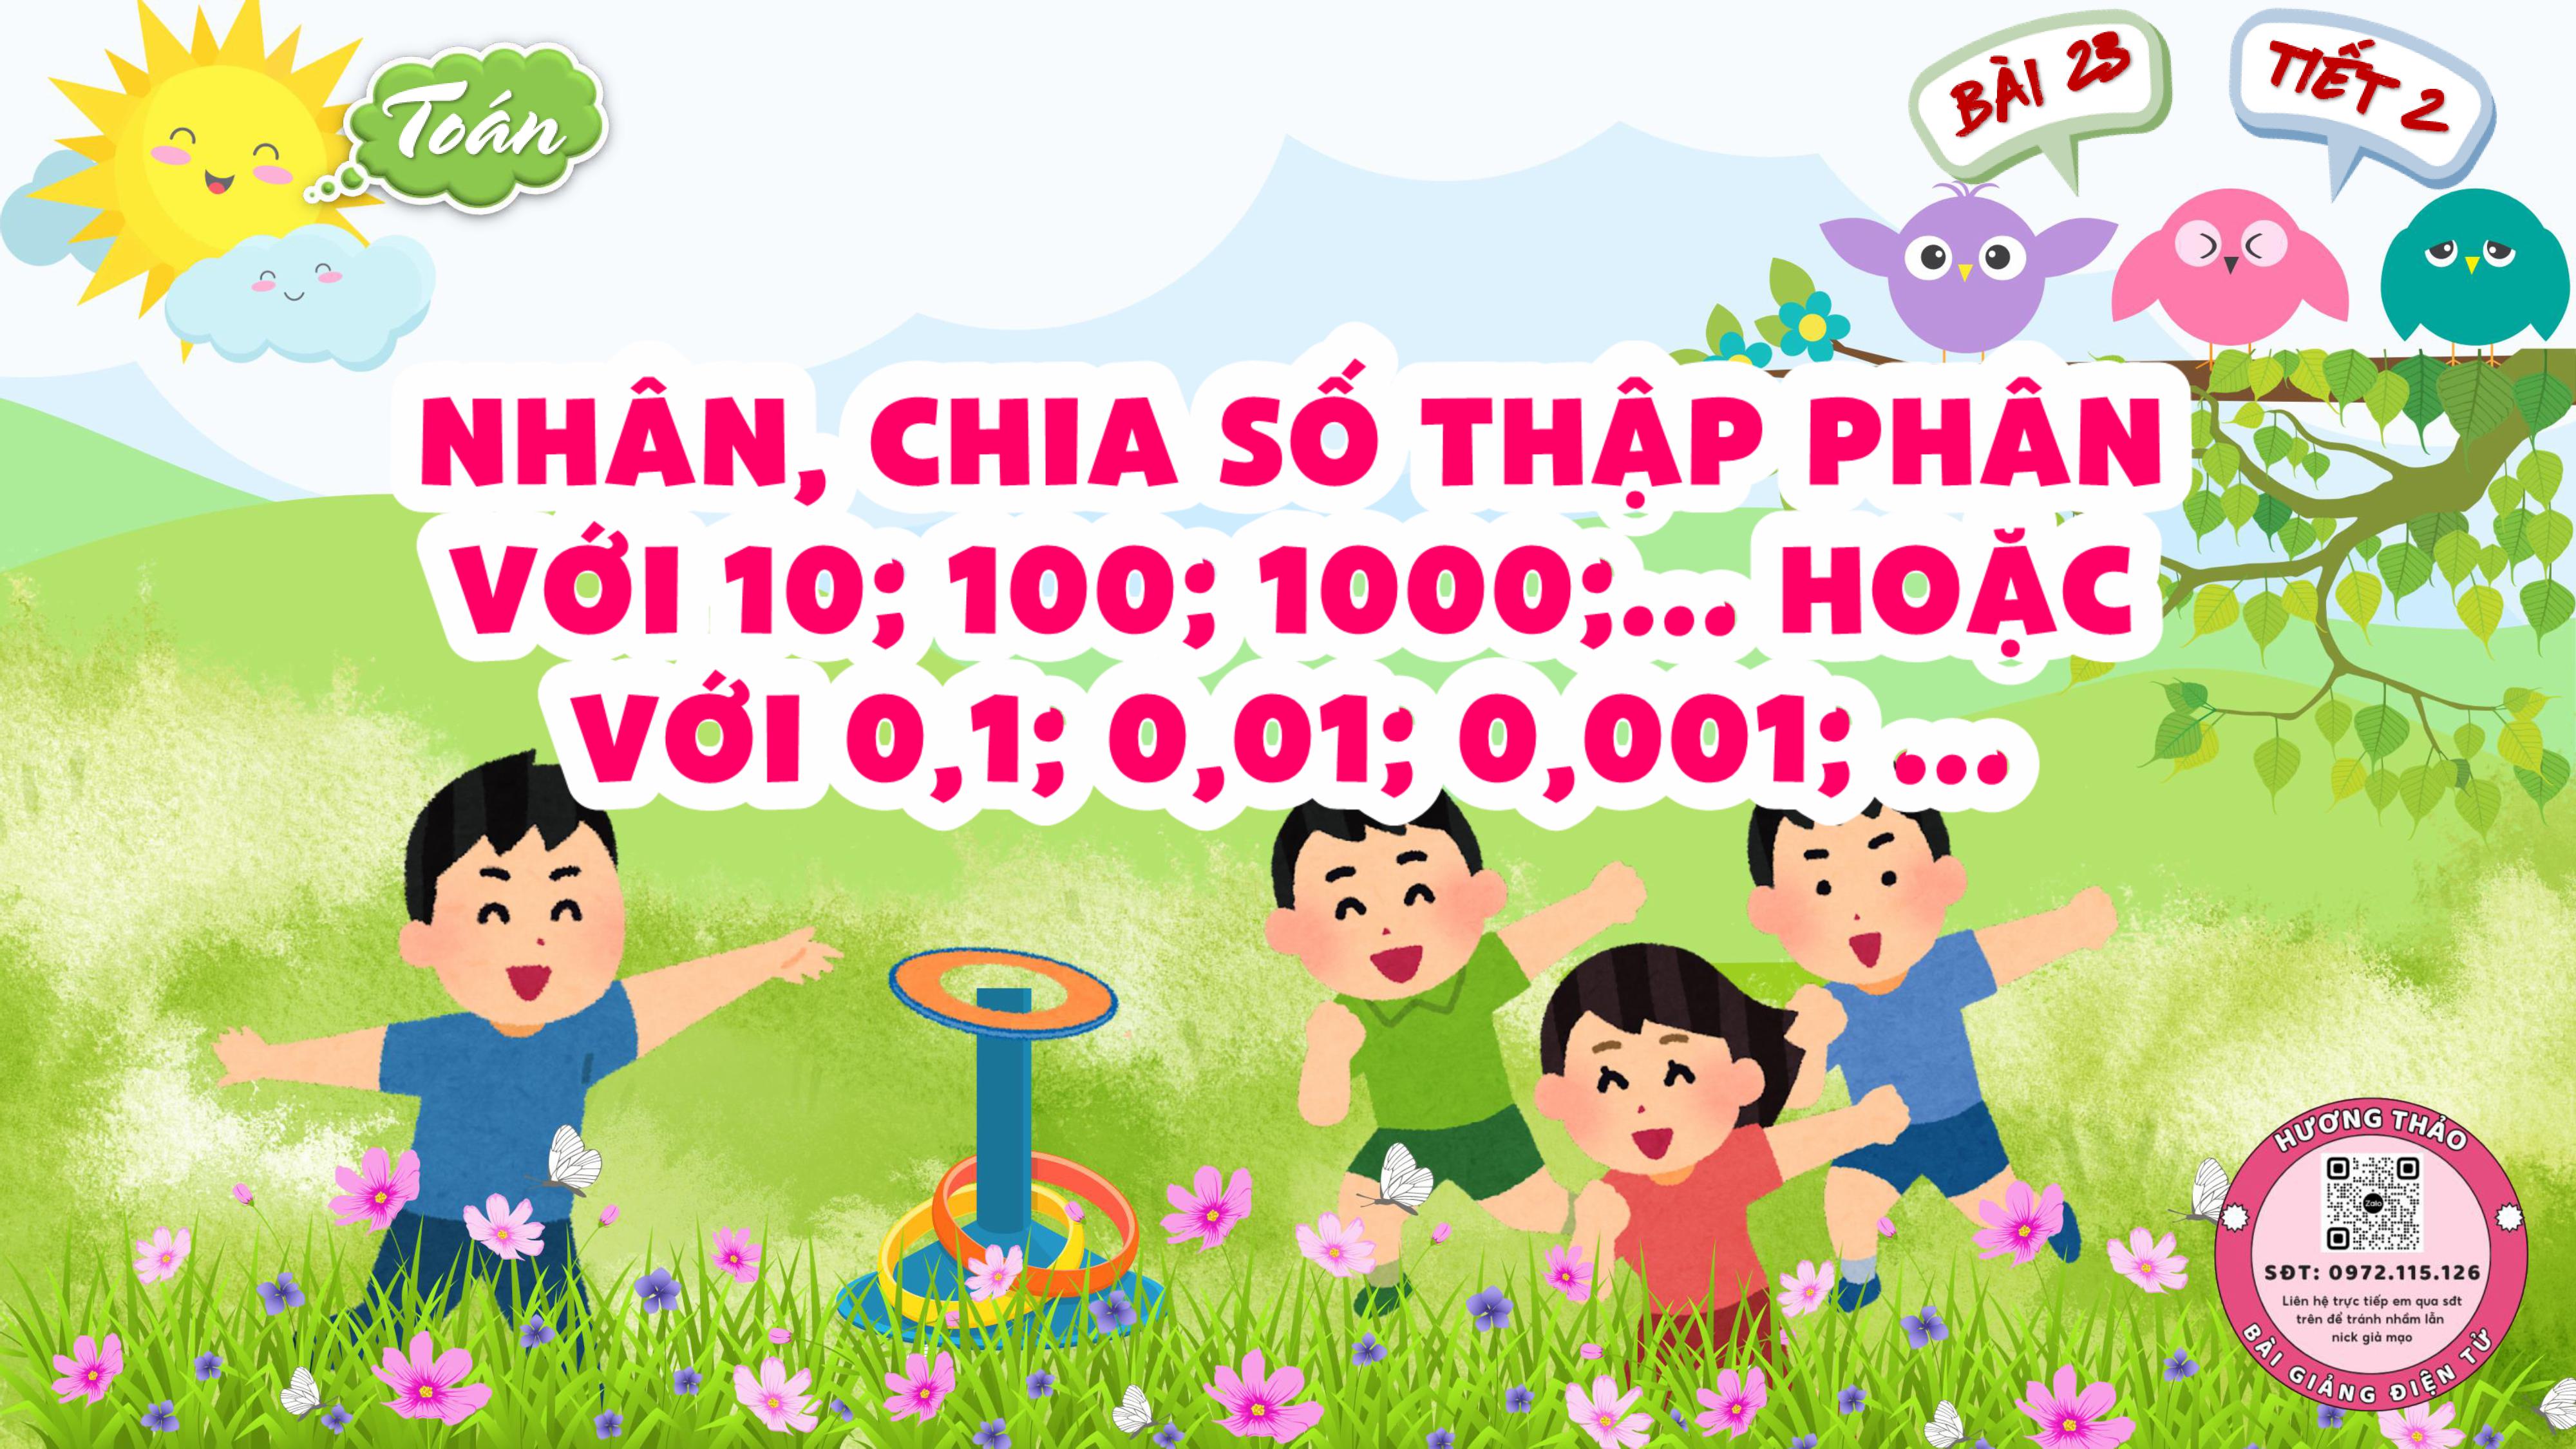 Toán
BÀI 23
TIẾT 2
NHÂN, CHIA SỐ THẬP PHÂN
VỚI 10; 100; 1000;... HOẶC
VỚI 0,1; 0,01; 0,001; ...
HƯƠNG THẢO
Zalo
SĐT: 0972.115.126
Liên hệ trực tiếp em qua sđt
trên để tránh nhầm lẫn
nick giả mạo
BÀI GIẢNG ĐIỆN TỬ